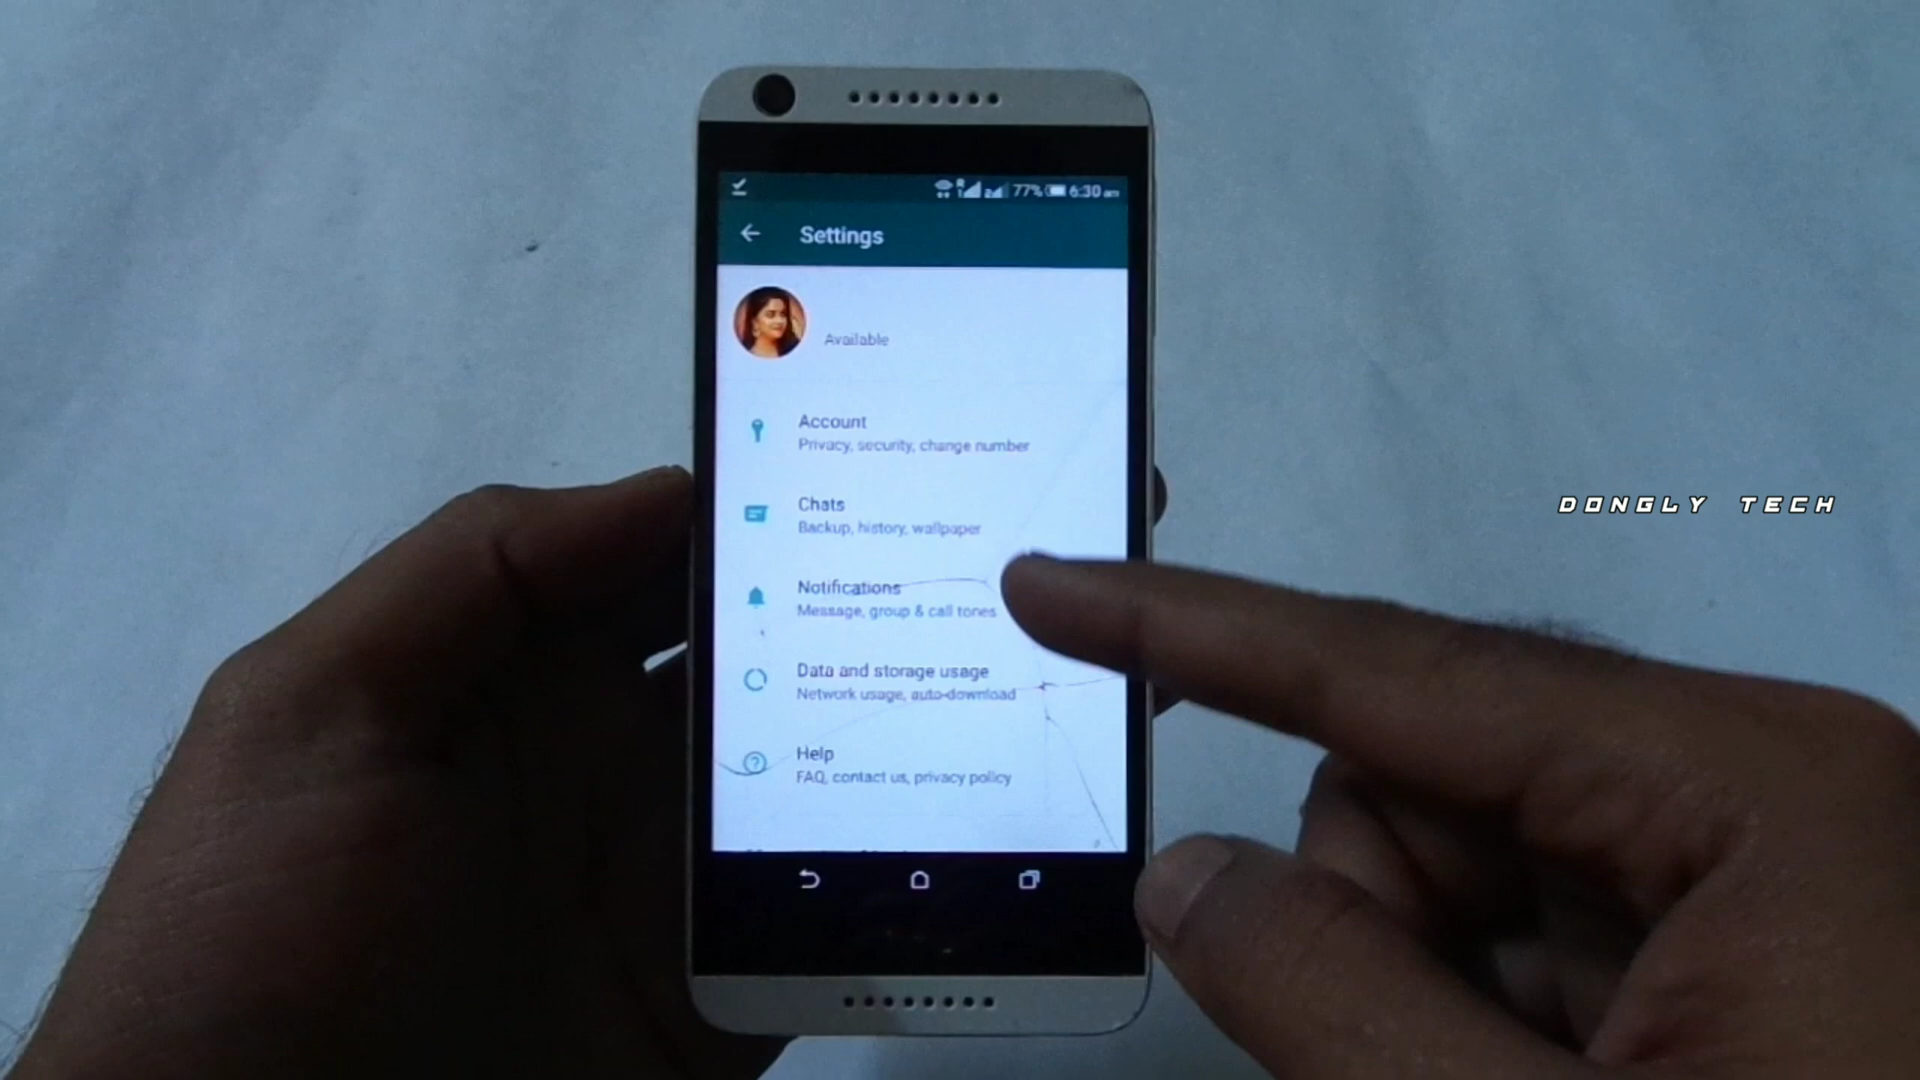 77% 6:30 am
Settings
Available
Account
Privacy, security, change number
Chats
Backup, history, wallpaper
Notifications
Message, group & call tones
Data and storage usage
Network usage, auto-download
Help
FAQ, contact us, privacy policy
DONGLY TECH